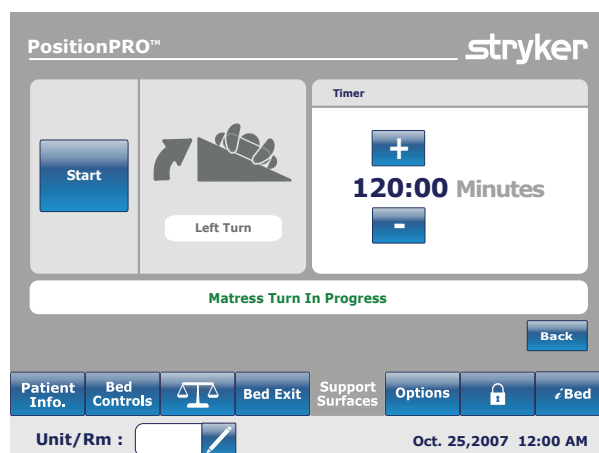 PositionPRO™
stryker
Timer
Start
Left Turn
+
120:00 Minutes
-
Matress Turn In Progress
Back
Patient
Info.
Bed
Controls
Bed Exit
Support
Surfaces
Options
iBed
Unit/Rm :
Oct. 25,2007 12:00 AM